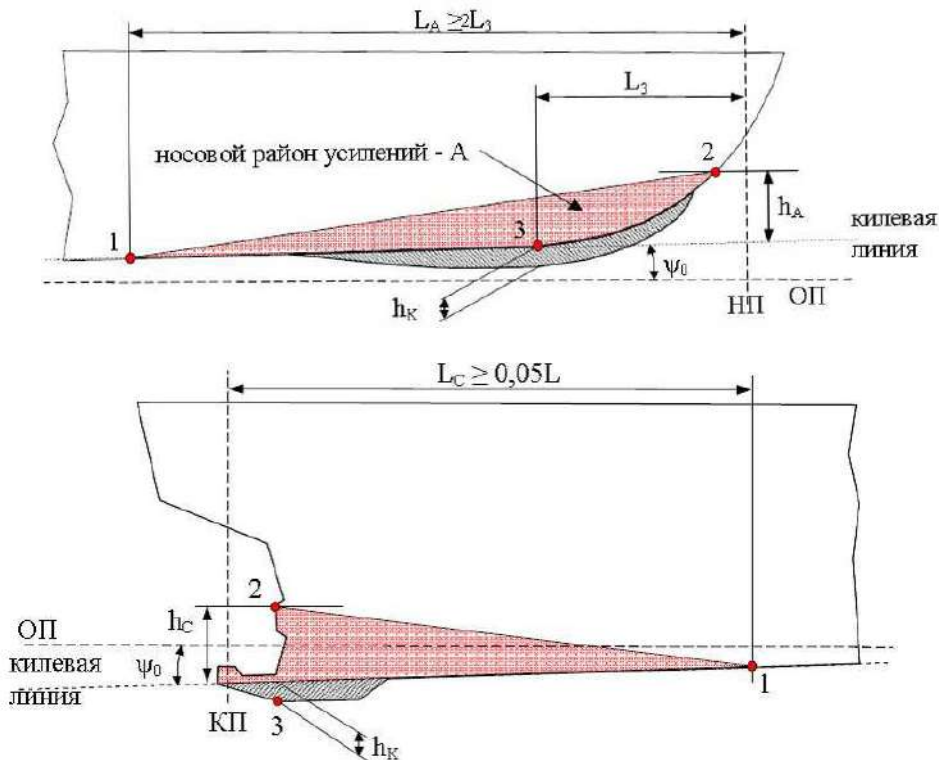 L_A ≥ 2L_3
L_3
носовой район усилений - А
2
h_A
1
3
килевая
линия
ψ_0
h_K
НП
ОП
L_C ≥ 0,05L
2
h_C
ОП
килевая
линия
ψ_0
1
КП
3
h_K